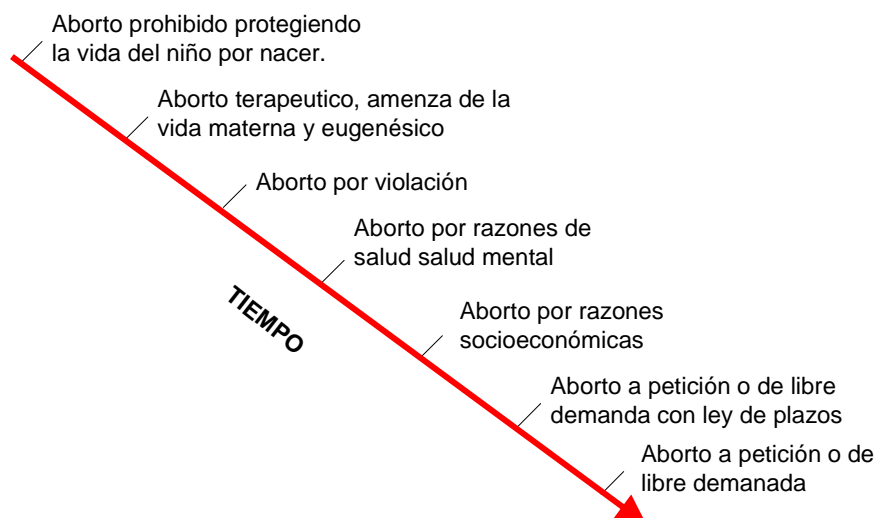 Aborto prohibido protegiendo
la vida del niño por nacer.
Aborto terapeutico, amenza de la
vida materna y eugenésico
Aborto por violación
Aborto por razones de
salud salud mental
TIEMPO
Aborto por razones
socioeconómicas
Aborto a petición o de libre
demanda con ley de plazos
Aborto a petición o de
libre demanada